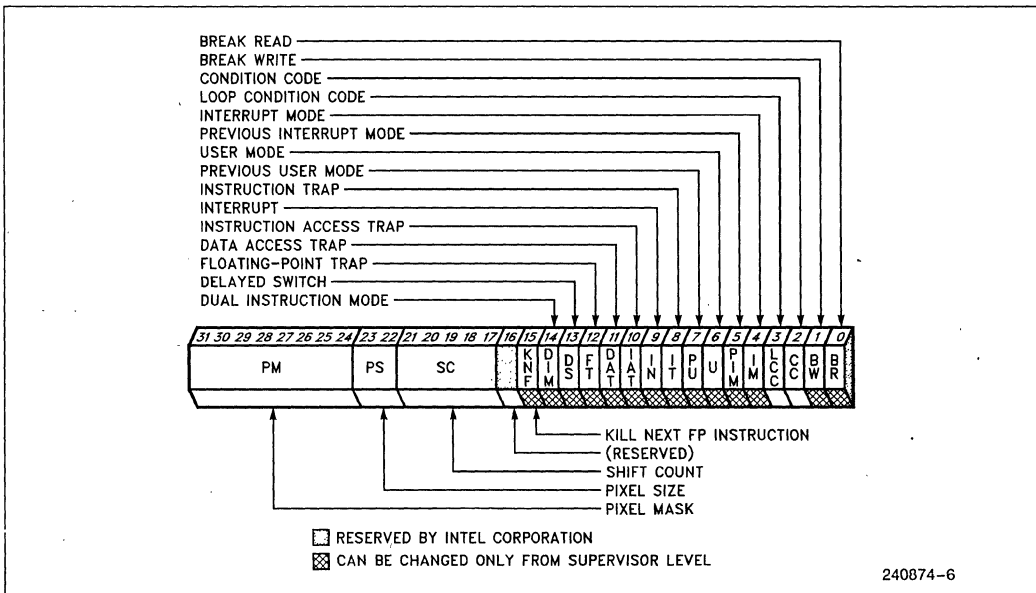 BREAK READ
BREAK WRITE
CONDITION CODE
LOOP CONDITION CODE
INTERRUPT MODE
PREVIOUS INTERRUPT MODE
USER MODE
PREVIOUS USER MODE
INSTRUCTION TRAP
INTERRUPT
INSTRUCTION ACCESS TRAP
DATA ACCESS TRAP
FLOATING-POINT TRAP
DELAYED SWITCH
DUAL INSTRUCTION MODE
31 30 29 28 27 26 25 24 23 22 21 20 19 18 17 16 15 14 13 12 11 10 9 8 7 6 5 4 3 2 1 0
PM PS SC KNF DIM DS FT DAT IAT IN IT PU U PIM IM LCC CC BW BR
KILL NEXT FP INSTRUCTION
(RESERVED)
SHIFT COUNT
PIXEL SIZE
PIXEL MASK
RESERVED BY INTEL CORPORATION
CAN BE CHANGED ONLY FROM SUPERVISOR LEVEL
240874-6